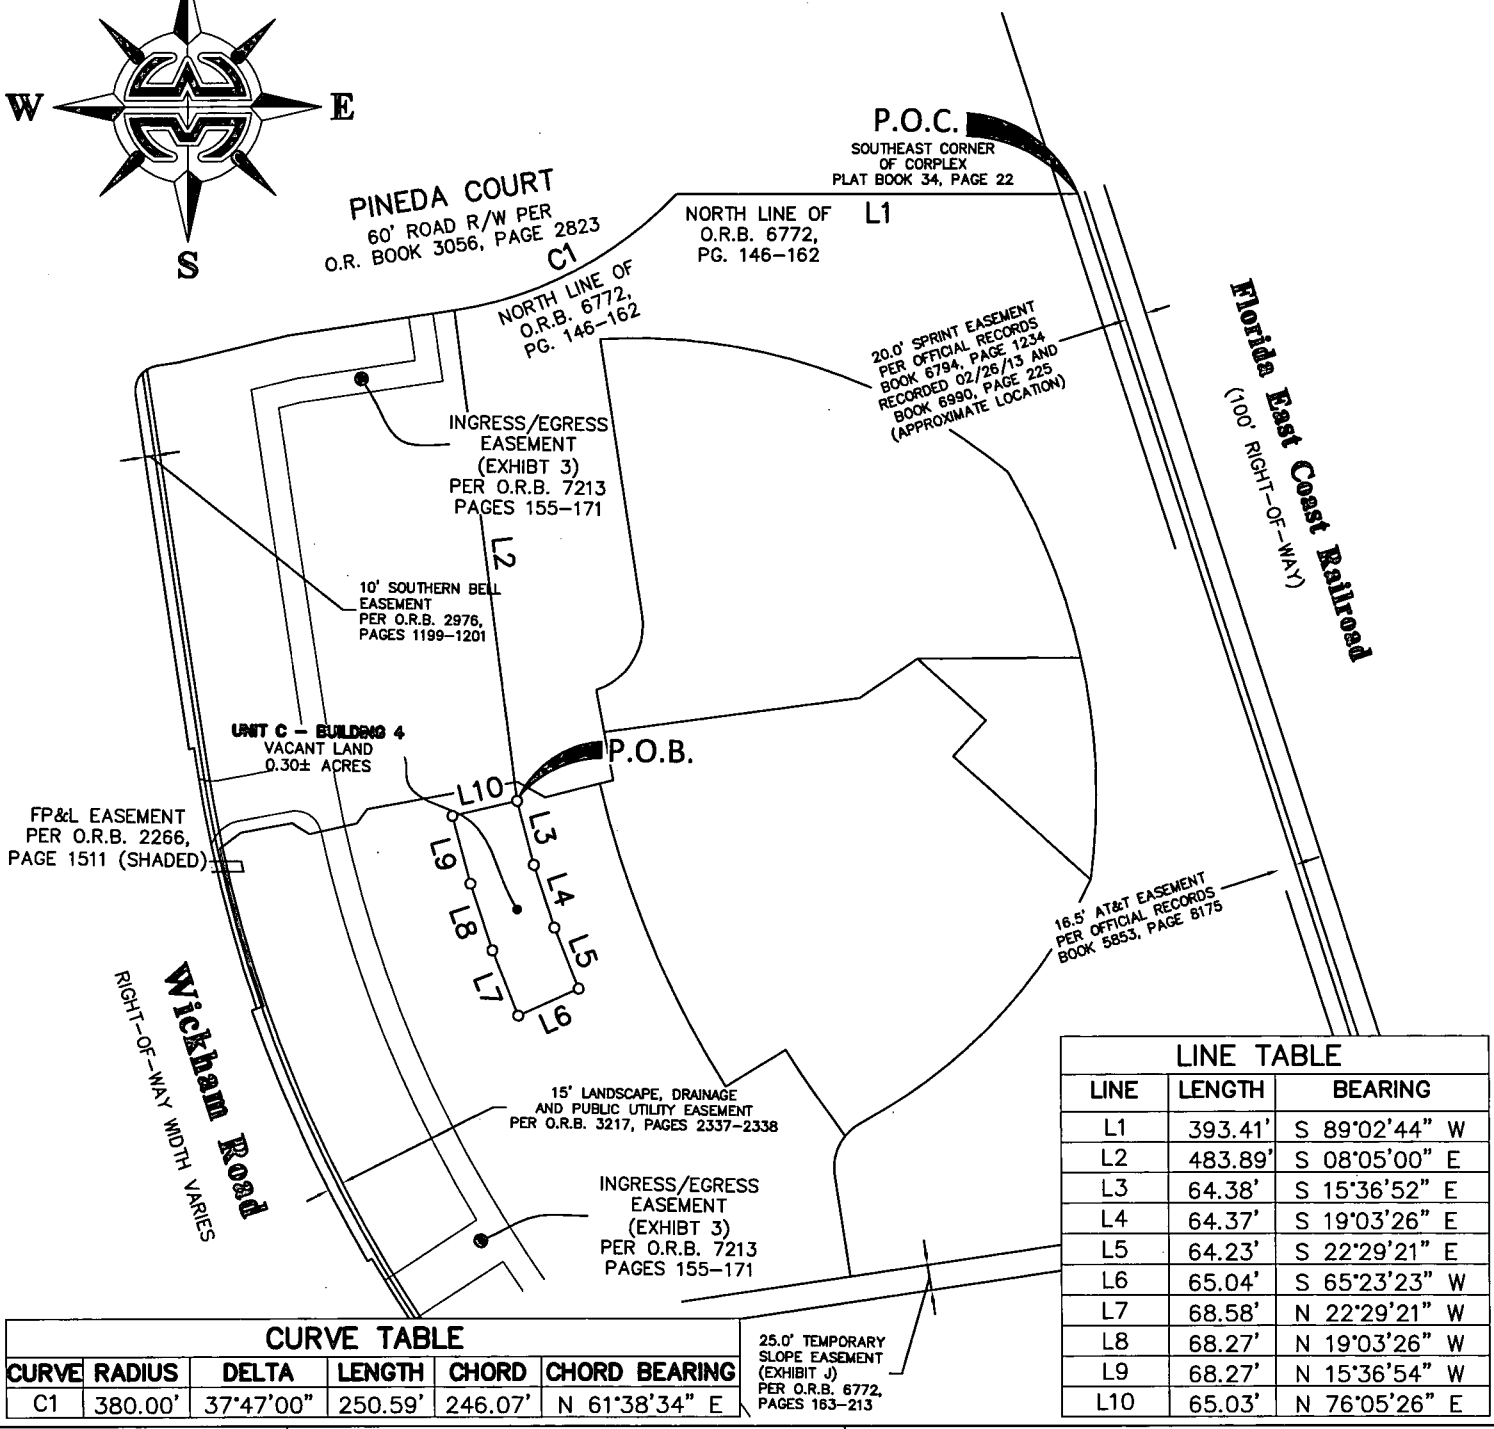 W
E
S
P.O.C.
SOUTHEAST CORNER
OF CORPLEX
PLAT BOOK 34, PAGE 22
PINEDA COURT
60' ROAD R/W PER
O.R. BOOK 3056, PAGE 2823
C1
NORTH LINE OF
O.R.B. 6772,
PG. 146-162
NORTH LINE OF
O.R.B. 6772,
PG. 146-162
L1
20.0' SPRINT EASEMENT
PER OFFICIAL RECORDS
BOOK 6794, PAGE 1234
RECORDED 02/26/13 AND
BOOK 6990, PAGE 225
(APPROXIMATE LOCATION)
Florida East Coast Railroad
(100' RIGHT-OF-WAY)
INGRESS/EGRESS
EASEMENT
(EXHIBT 3)
PER O.R.B. 7213
PAGES 155-171
L2
10' SOUTHERN BELL
EASEMENT
PER O.R.B. 2976,
PAGES 1199-1201
UNIT C - BUILDING 4
VACANT LAND
0.30± ACRES
P.O.B.
L10
L3
L4
L5
L6
L7
L8
L9
FP&L EASEMENT
PER O.R.B. 2266,
PAGE 1511 (SHADED)
16.5' AT&T EASEMENT
PER OFFICIAL RECORDS
BOOK 5853, PAGE 8175
Wickham Road
RIGHT-OF-WAY WIDTH VARIES
15' LANDSCAPE, DRAINAGE
AND PUBLIC UTILITY EASEMENT
PER O.R.B. 3217, PAGES 2337-2338
INGRESS/EGRESS
EASEMENT
(EXHIBT 3)
PER O.R.B. 7213
PAGES 155-171
25.0' TEMPORARY
SLOPE EASEMENT
(EXHIBIT J)
PER O.R.B. 6772,
PAGES 163-213
LINE TABLE
LINE LENGTH BEARING
L1 393.41' S 89°02'44" W
L2 483.89' S 08°05'00" E
L3 64.38' S 15°36'52" E
L4 64.37' S 19°03'26" E
L5 64.23' S 22°29'21" E
L6 65.04' S 65°23'23" W
L7 68.58' N 22°29'21" W
L8 68.27' N 19°03'26" W
L9 68.27' N 15°36'54" W
L10 65.03' N 76°05'26" E
CURVE TABLE
CURVE RADIUS DELTA LENGTH CHORD CHORD BEARING
C1 380.00' 37°47'00" 250.59' 246.07' N 61°38'34" E